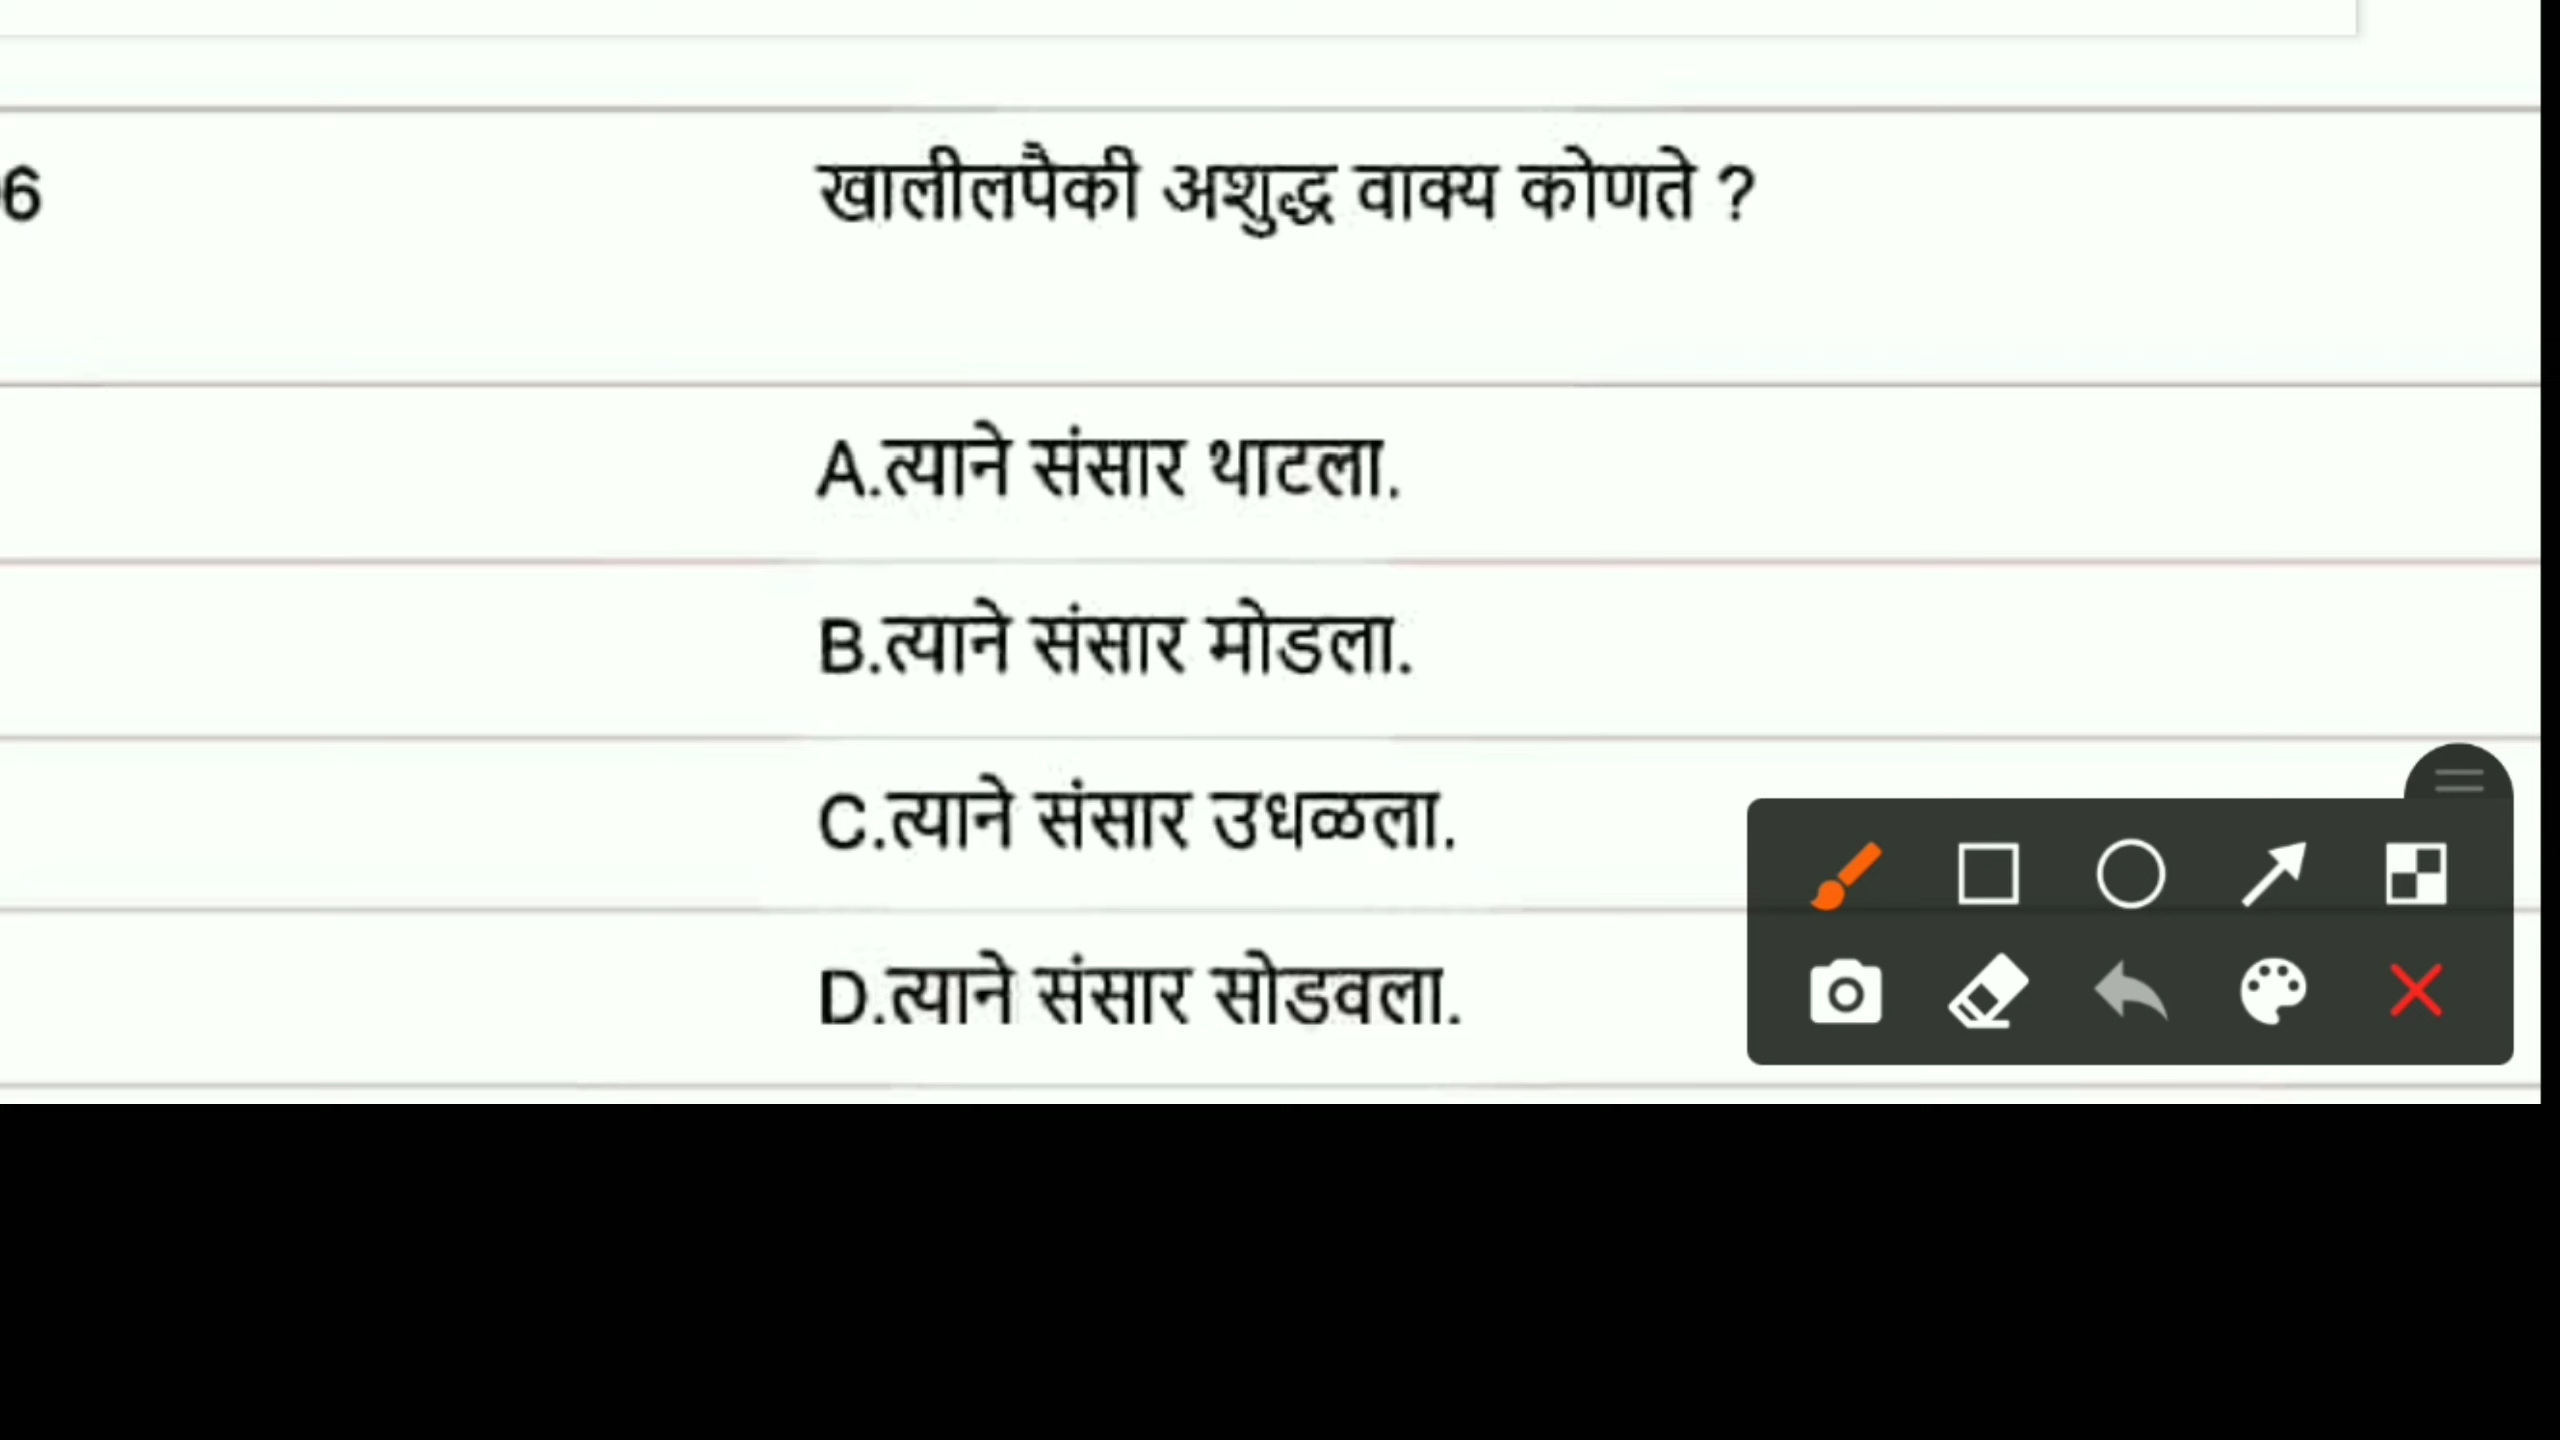 6
खालीलपैकी अशुद्ध वाक्य कोणते ?
A.त्याने संसार थाटला.
B.त्याने संसार मोडला.
C.त्याने संसार उधळला.
D.त्याने संसार सोडवला.